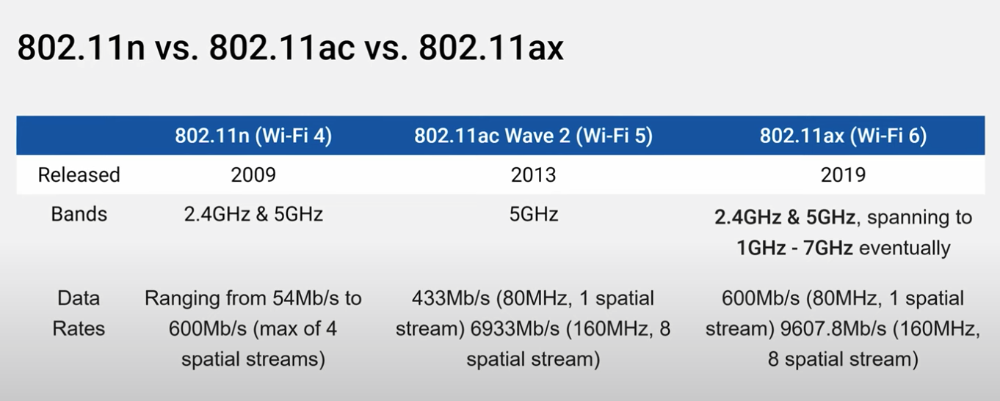 802.11n vs. 802.11ac vs. 802.11ax
802.11n (Wi-Fi 4) 802.11ac Wave 2 (Wi-Fi 5) 802.11ax (Wi-Fi 6)
Released 2009 2013 2019
Bands 2.4GHz & 5GHz 5GHz 2.4GHz & 5GHz, spanning to
1GHz - 7GHz eventually
Data Ranging from 54Mb/s to 433Mb/s (80MHz, 1 spatial 600Mb/s (80MHz, 1 spatial
Rates 600Mb/s (max of 4 stream) 6933Mb/s (160MHz, 8 stream) 9607.8Mb/s (160MHz,
spatial streams) spatial stream) 8 spatial stream)